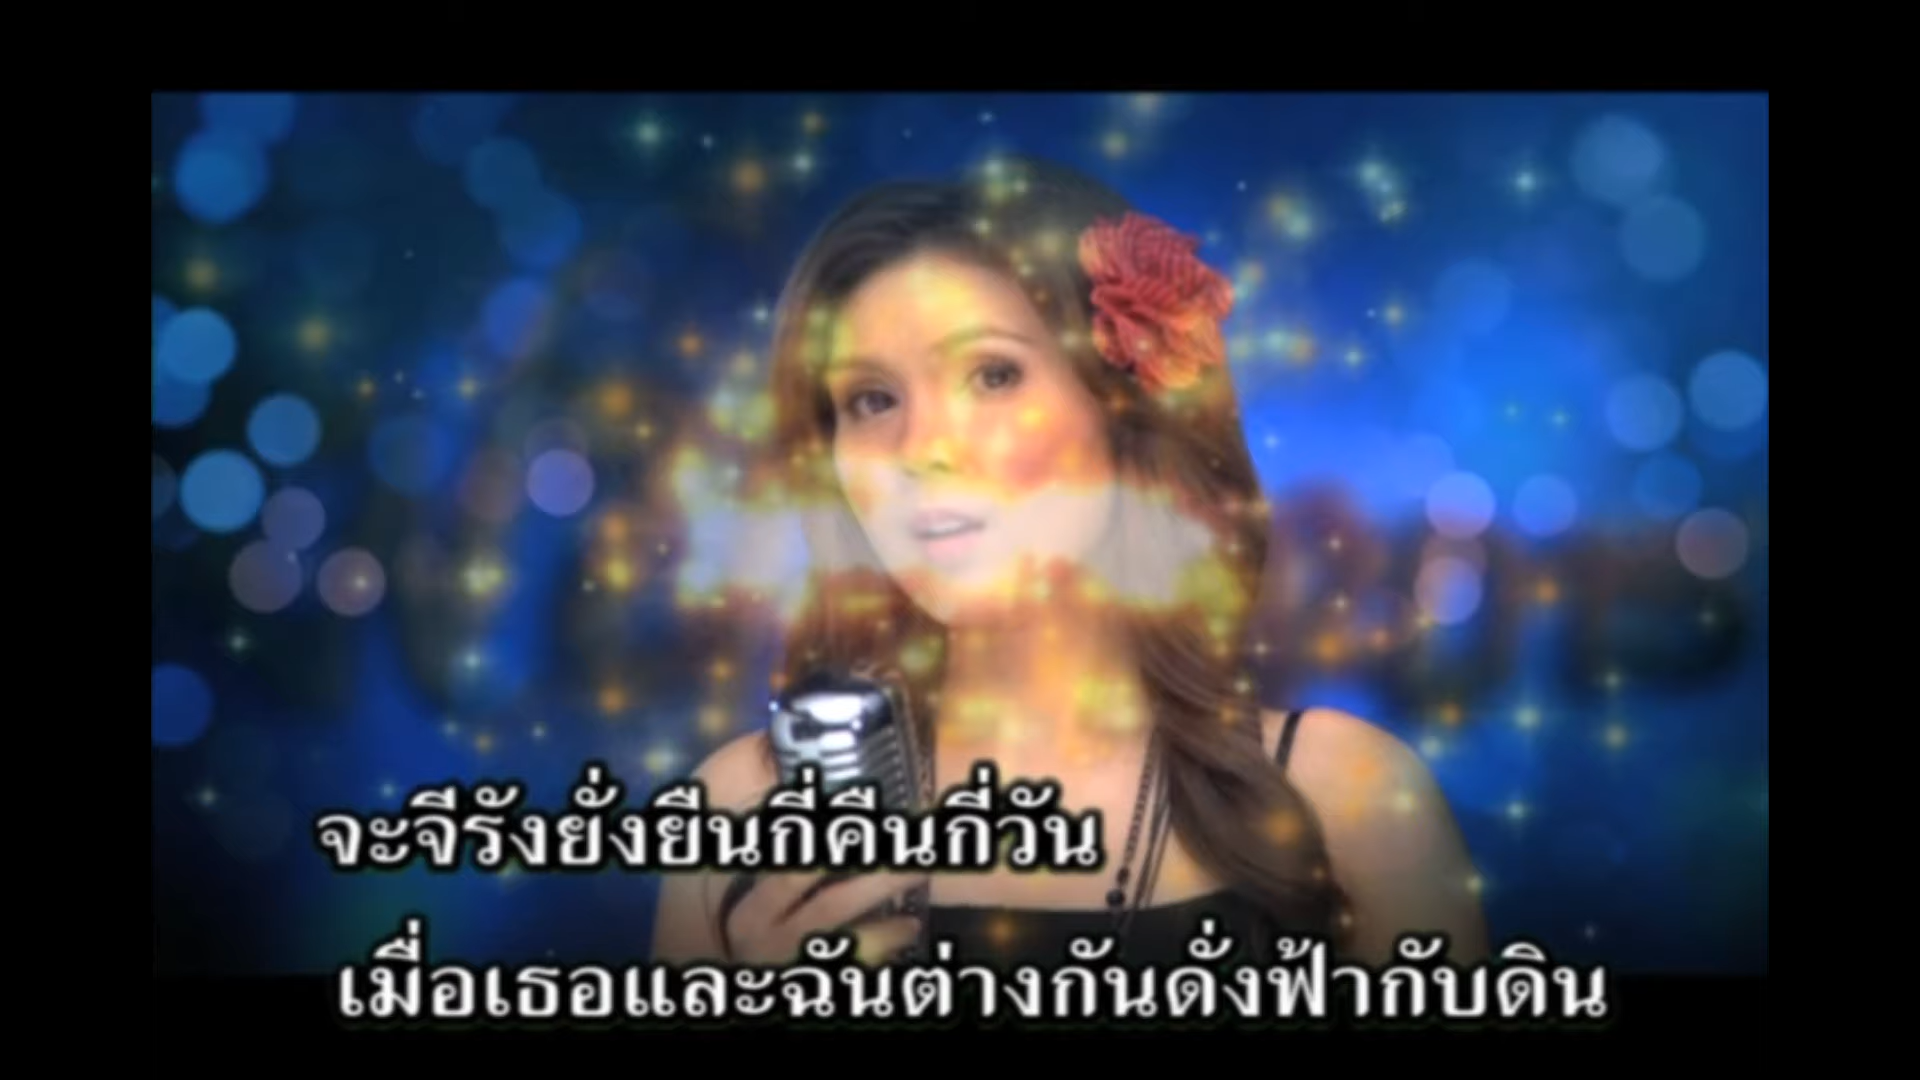 จะจีรังยั่งยืนกี่คืนกี่วัน
เมื่อเธอและฉันต่างกันดั่งฟ้ากับดิน